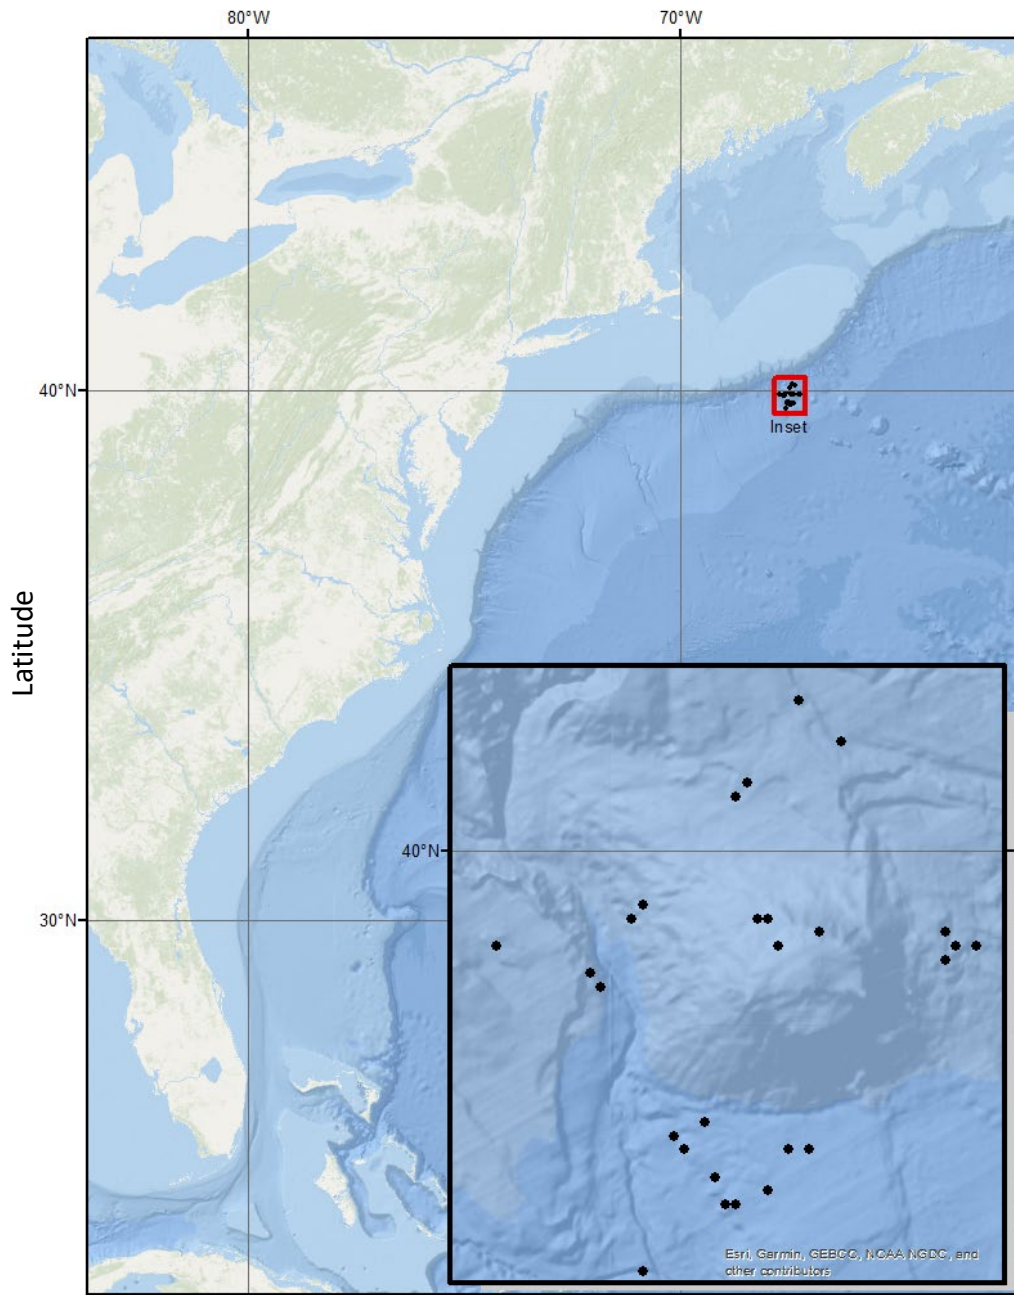 80°W
70°W
40°N
Inset
Latitude
40°N
30°N
Esri, Garmin, GEBCO, NOAA NGDC, and
other contributors